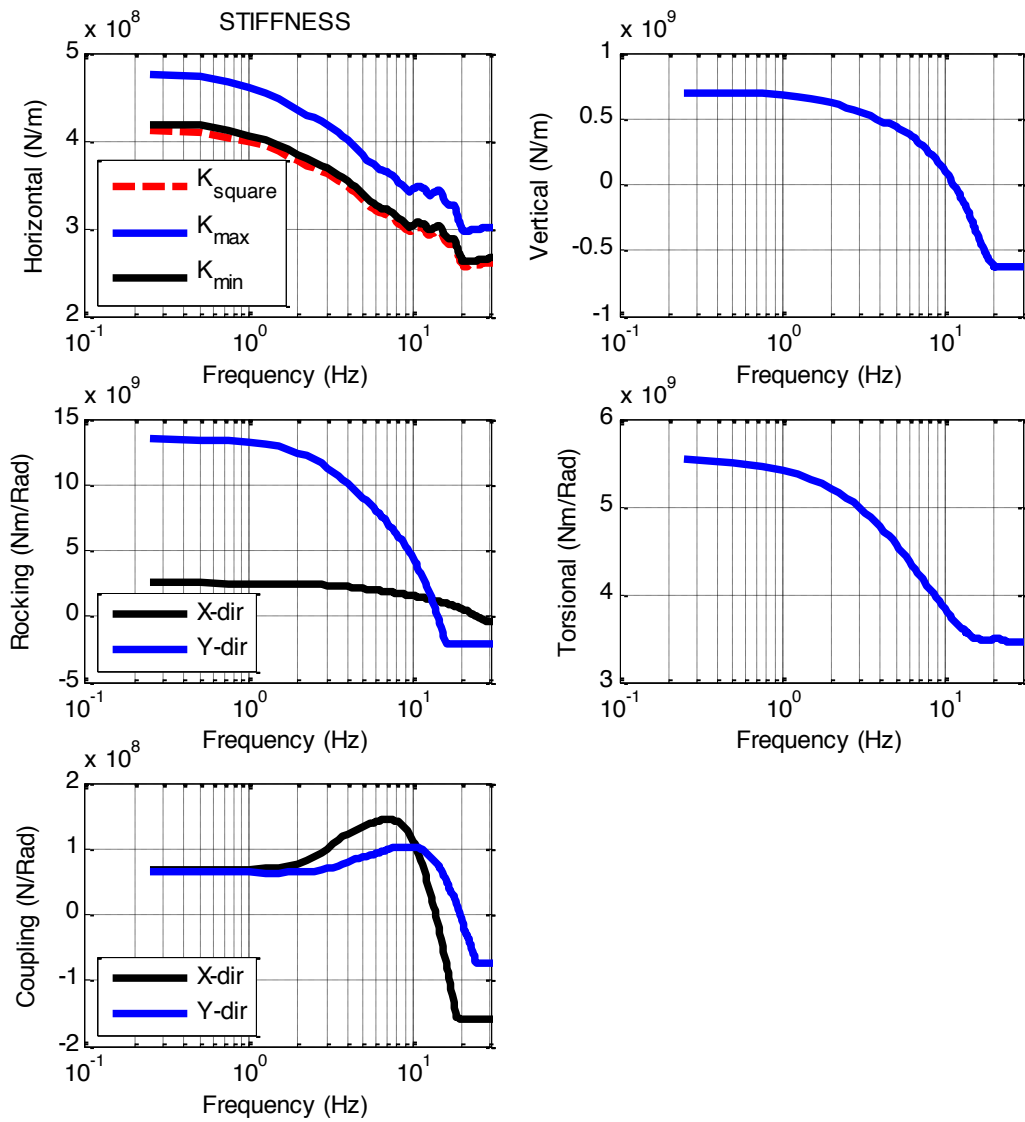 STIFFNESS
x 10^8
5
4
3
2
Horizontal (N/m)
K_square
K_max
K_min
10^-1
10^0
10^1
Frequency (Hz)
x 10^9
1
0.5
0
-0.5
-1
Vertical (N/m)
10^-1
10^0
10^1
Frequency (Hz)
x 10^9
15
10
5
0
-5
Rocking (Nm/Rad)
X-dir
Y-dir
10^-1
10^0
10^1
Frequency (Hz)
x 10^9
6
5
4
3
Torsional (Nm/Rad)
10^-1
10^0
10^1
Frequency (Hz)
x 10^8
2
1
0
-1
-2
Coupling (N/Rad)
X-dir
Y-dir
10^-1
10^0
10^1
Frequency (Hz)